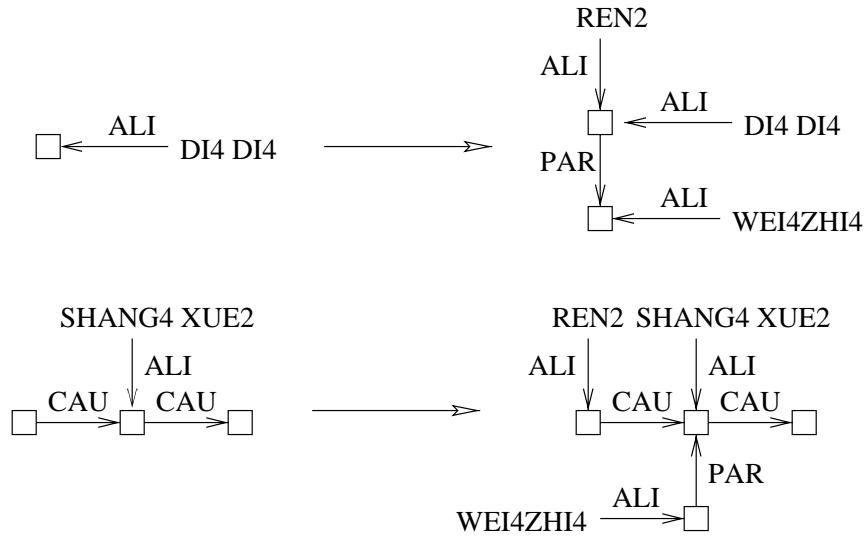 REN2
ALI
ALI
ALI
DI4 DI4
DI4 DI4
PAR
ALI
WEI4ZHI4
SHANG4 XUE2
REN2 SHANG4 XUE2
ALI
ALI
ALI
CAU CAU
CAU CAU
PAR
WEI4ZHI4
ALI